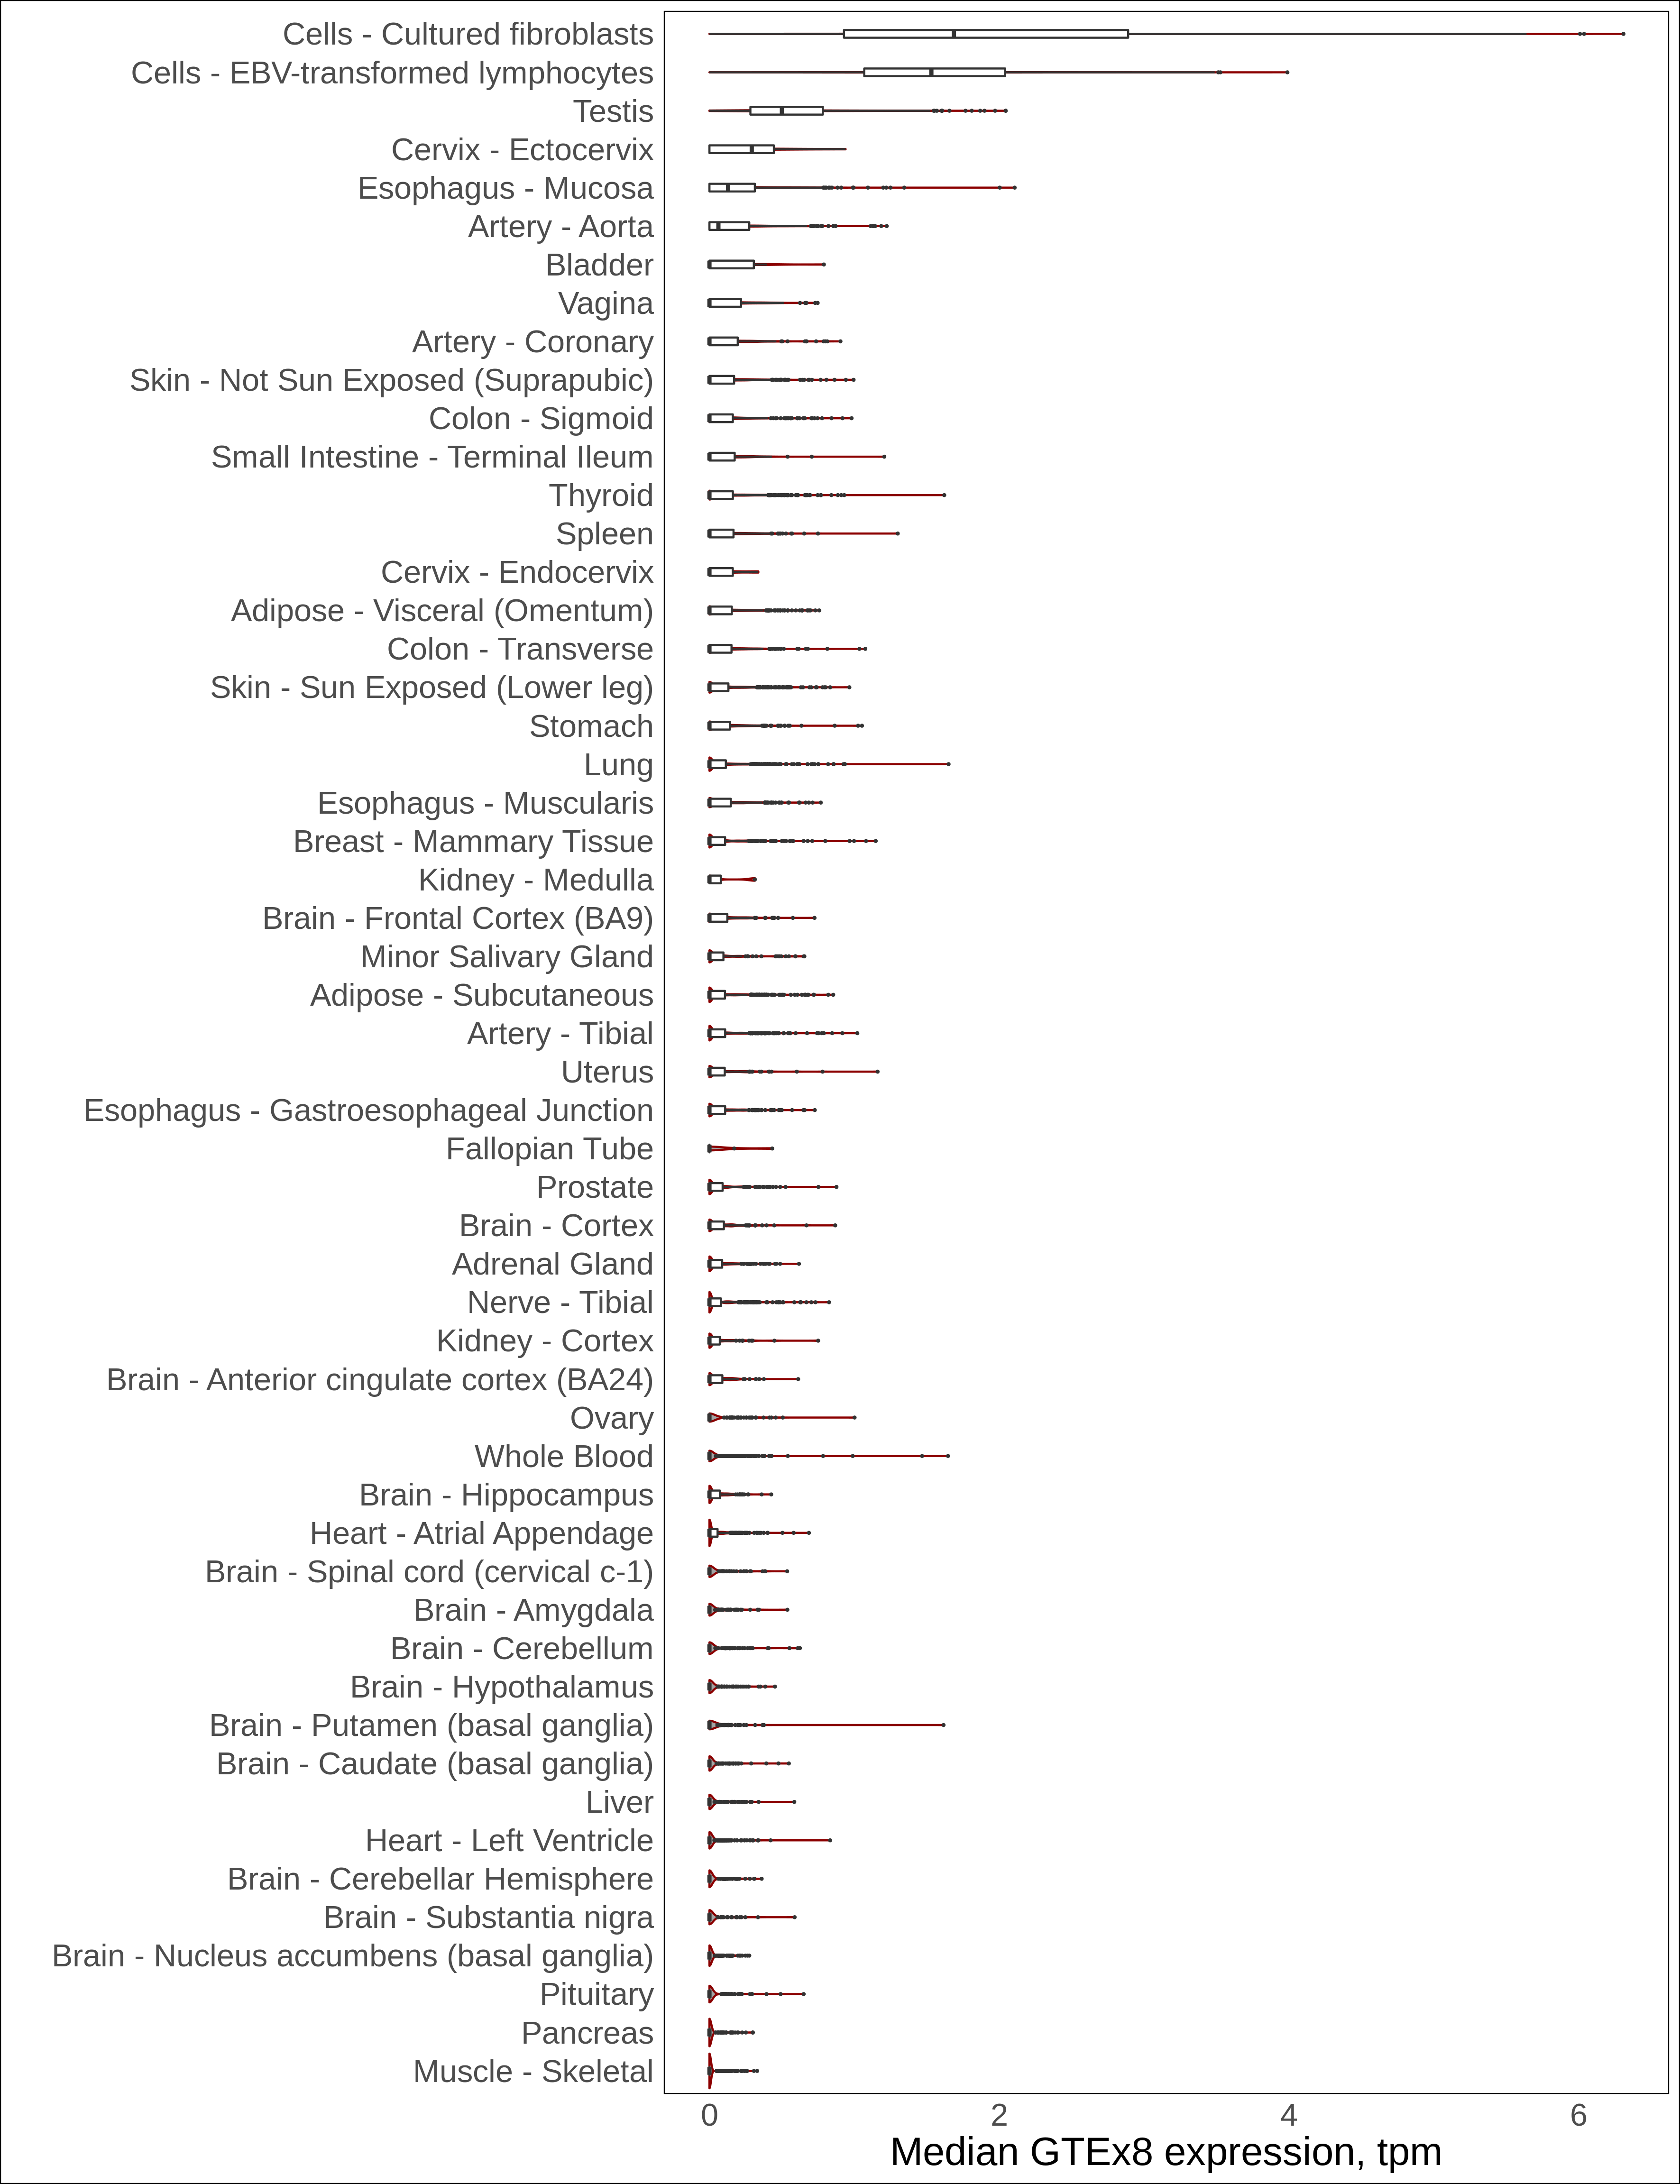 Cells - Cultured fibroblasts
Cells - EBV-transformed lymphocytes
Testis
Cervix - Ectocervix
Esophagus - Mucosa
Artery - Aorta
Bladder
Vagina
Artery - Coronary
Skin - Not Sun Exposed (Suprapubic)
Colon - Sigmoid
Small Intestine - Terminal Ileum
Thyroid
Spleen
Cervix - Endocervix
Adipose - Visceral (Omentum)
Colon - Transverse
Skin - Sun Exposed (Lower leg)
Stomach
Lung
Esophagus - Muscularis
Breast - Mammary Tissue
Kidney - Medulla
Brain - Frontal Cortex (BA9)
Minor Salivary Gland
Adipose - Subcutaneous
Artery - Tibial
Uterus
Esophagus - Gastroesophageal Junction
Fallopian Tube
Prostate
Brain - Cortex
Adrenal Gland
Nerve - Tibial
Kidney - Cortex
Brain - Anterior cingulate cortex (BA24)
Ovary
Whole Blood
Brain - Hippocampus
Heart - Atrial Appendage
Brain - Spinal cord (cervical c-1)
Brain - Amygdala
Brain - Cerebellum
Brain - Hypothalamus
Brain - Putamen (basal ganglia)
Brain - Caudate (basal ganglia)
Liver
Heart - Left Ventricle
Brain - Cerebellar Hemisphere
Brain - Substantia nigra
Brain - Nucleus accumbens (basal ganglia)
Pituitary
Pancreas
Muscle - Skeletal
0 2 4 6
Median GTEx8 expression, tpm